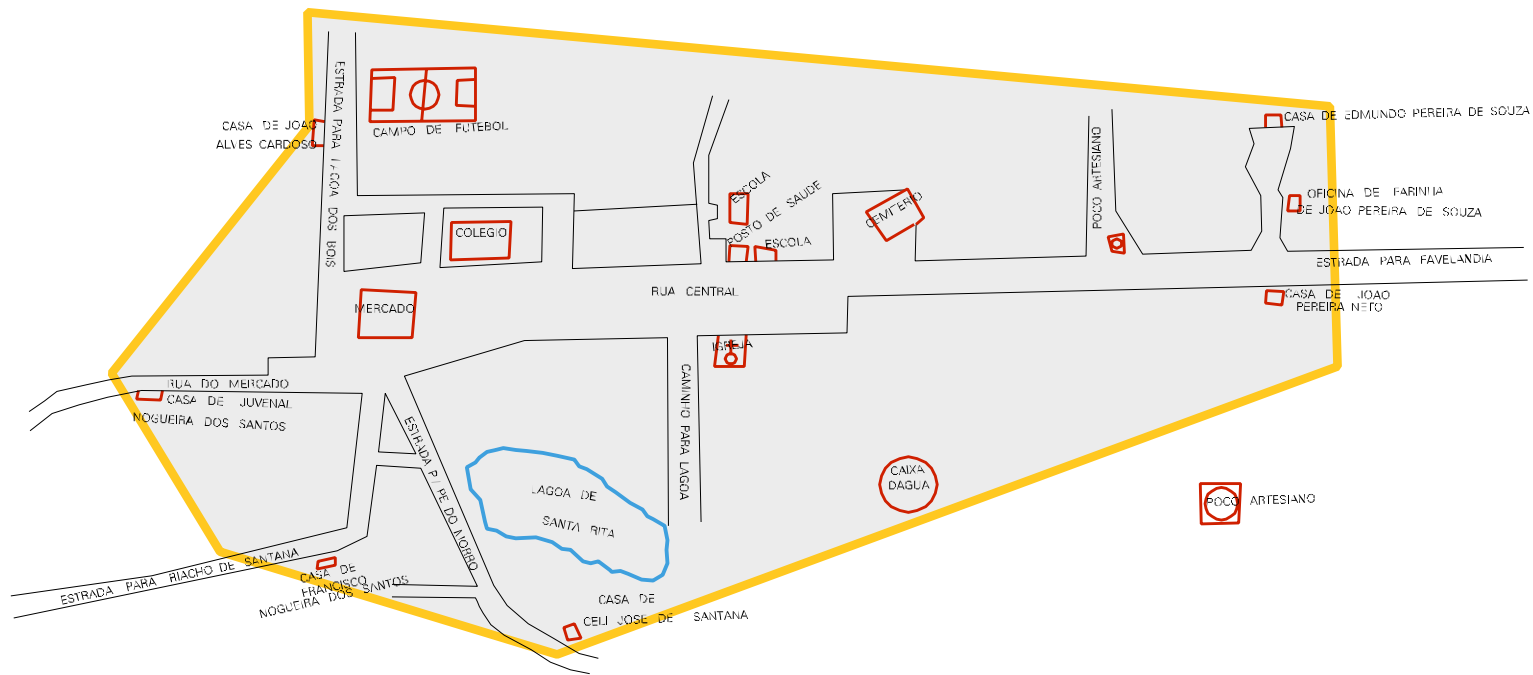 ESTRADA PARA LAGOA DOS BOIS
CAMPO DE FUTEBOL
CASA DE JOAO
ALVES CARDOSO
CASA DE EDMUNDO PEREIRA DE SOUZA
POCO ARTESIANO
ESCOLA
POSTO DE SAUDE
ESCOLA
CEMITERIO
OFICINA DE FARINHA
DE JOAO PEREIRA DE SOUZA
COLEGIO
ESTRADA PARA FAVELANDIA
RUA CENTRAL
CASA DE JOAO
PEREIRA NETO
MERCADO
IGREJA
RUA DO MERCADO
CASA DE JUVENAL
NOGUEIRA DOS SANTOS
CAMINHO PARA LAGOA
ESTRADA P/ PE DO MORRO
LAGOA DE
SANTA RITA
CAIXA
DAGUA
POCO ARTESIANO
ESTRADA PARA RIACHO DE SANTANA
CASA DE
FRANCISCO
NOGUEIRA DOS SANTOS
CASA DE
CELI JOSE DE SANTANA